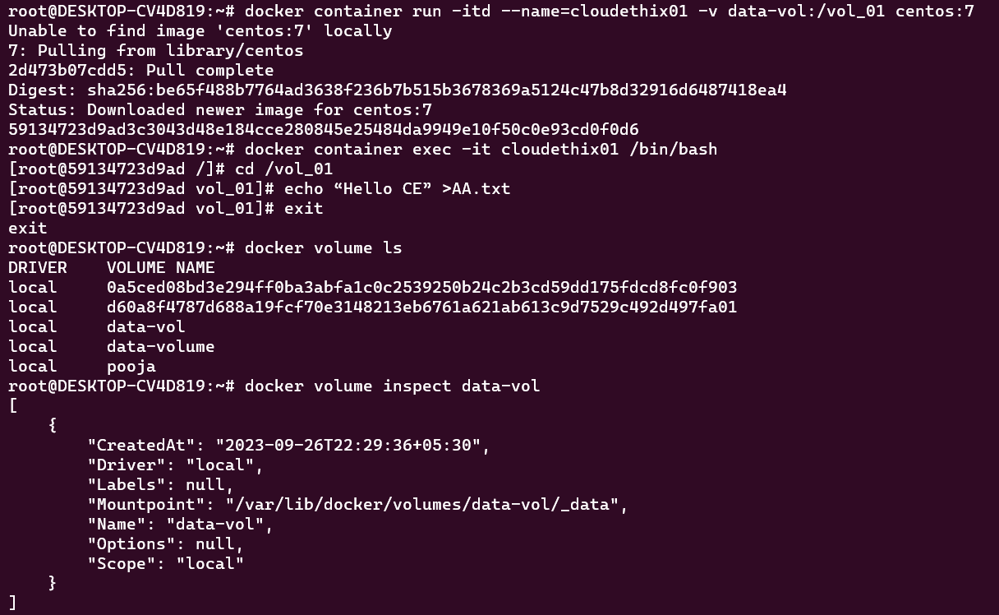 root@DESKTOP-CV4D819:~# docker container run -itd --name=cloudethix01 -v data-vol:/vol_01 centos:7
Unable to find image 'centos:7' locally
7: Pulling from library/centos
2d473b07cdd5: Pull complete
Digest: sha256:be65f488b7764ad3638f236b7b515b3678369a5124c47b8d32916d6487418ea4
Status: Downloaded newer image for centos:7
59134723d9ad3c3043d48e184cce280845e25484da9949e10f50c0e93cd0f0d6
root@DESKTOP-CV4D819:~# docker container exec -it cloudethix01 /bin/bash
[root@59134723d9ad /]# cd /vol_01
[root@59134723d9ad vol_01]# echo “Hello CE” >AA.txt
[root@59134723d9ad vol_01]# exit
exit
root@DESKTOP-CV4D819:~# docker volume ls
DRIVER    VOLUME NAME
local     0a5ced08bd3e294ff0ba3abfa1c0c2539250b24c2b3cd59dd175fdcd8fc0f903
local     d60a8f4787d688a19fcf70e3148213eb6761a621ab613c9d7529c492d497fa01
local     data-vol
local     data-volume
local     pooja
root@DESKTOP-CV4D819:~# docker volume inspect data-vol
[
    {
        "CreatedAt": "2023-09-26T22:29:36+05:30",
        "Driver": "local",
        "Labels": null,
        "Mountpoint": "/var/lib/docker/volumes/data-vol/_data",
        "Name": "data-vol",
        "Options": null,
        "Scope": "local"
    }
]